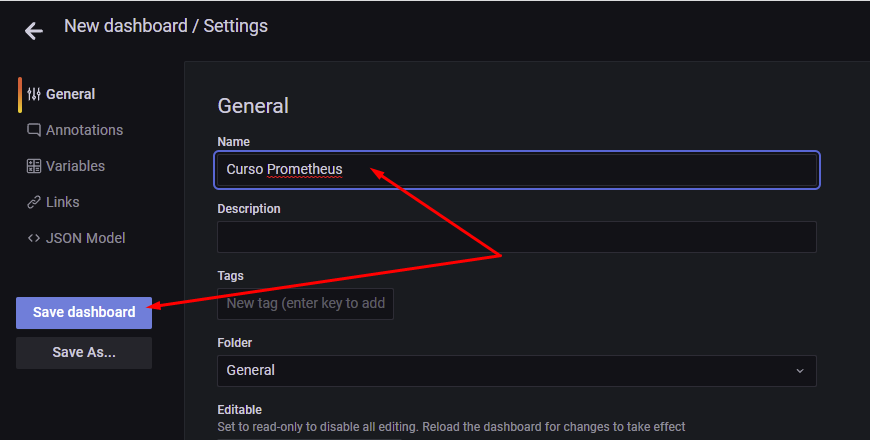 New dashboard / Settings
General
Annotations
Variables
Links
JSON Model
Save dashboard
Save As...
General
Name
Curso Prometheus
Description
Tags
New tag (enter key to add
Folder
General
Editable
Set to read-only to disable all editing. Reload the dashboard for changes to take effect